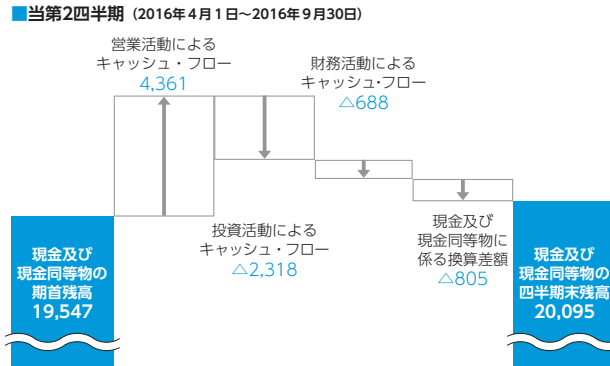 ■当第2四半期（2016年4月1日～2016年9月30日）
営業活動による
キャッシュ・フロー
4,361
財務活動による
キャッシュ・フロー
△688
投資活動による
キャッシュ・フロー
△2,318
現金及び
現金同等物に
係る換算差額
△805
現金及び
現金同等物の
期首残高
19,547
現金及び
現金同等物の
四半期末残高
20,095